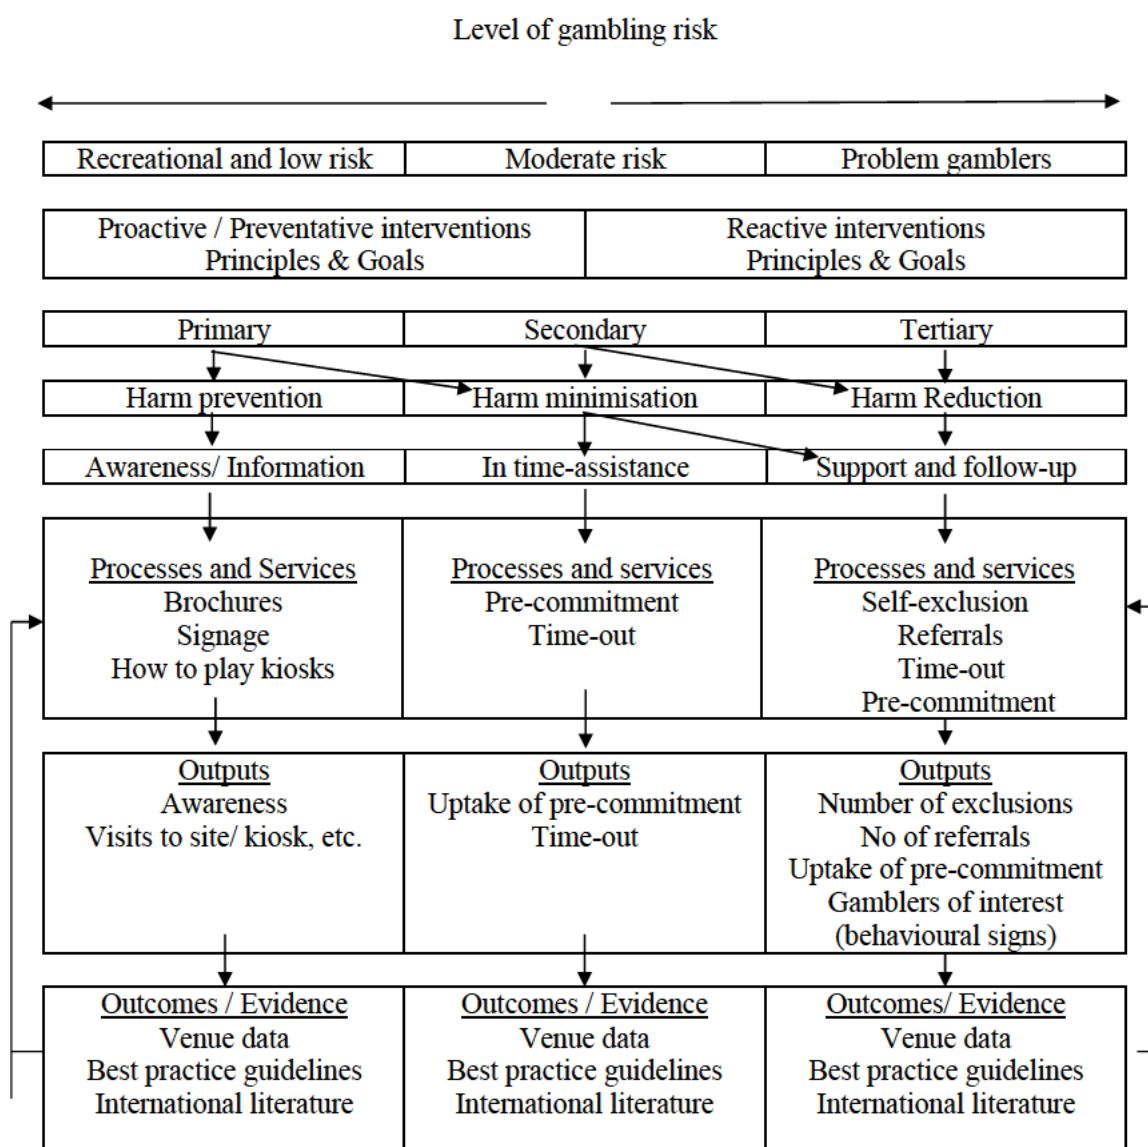 Level of gambling risk
Recreational and low risk
Moderate risk
Problem gamblers
Proactive / Preventative interventions
Principles & Goals
Reactive interventions
Principles & Goals
Primary
Secondary
Tertiary
Harm prevention
Harm minimisation
Harm Reduction
Awareness/ Information
In time-assistance
Support and follow-up
Processes and Services
Brochures
Signage
How to play kiosks
Processes and services
Pre-commitment
Time-out
Processes and services
Self-exclusion
Referrals
Time-out
Pre-commitment
Outputs
Awareness
Visits to site/ kiosk, etc.
Outputs
Uptake of pre-commitment
Time-out
Outputs
Number of exclusions
No of referrals
Uptake of pre-commitment
Gamblers of interest
(behavioural signs)
Outcomes / Evidence
Venue data
Best practice guidelines
International literature
Outcomes / Evidence
Venue data
Best practice guidelines
International literature
Outcomes/ Evidence
Venue data
Best practice guidelines
International literature